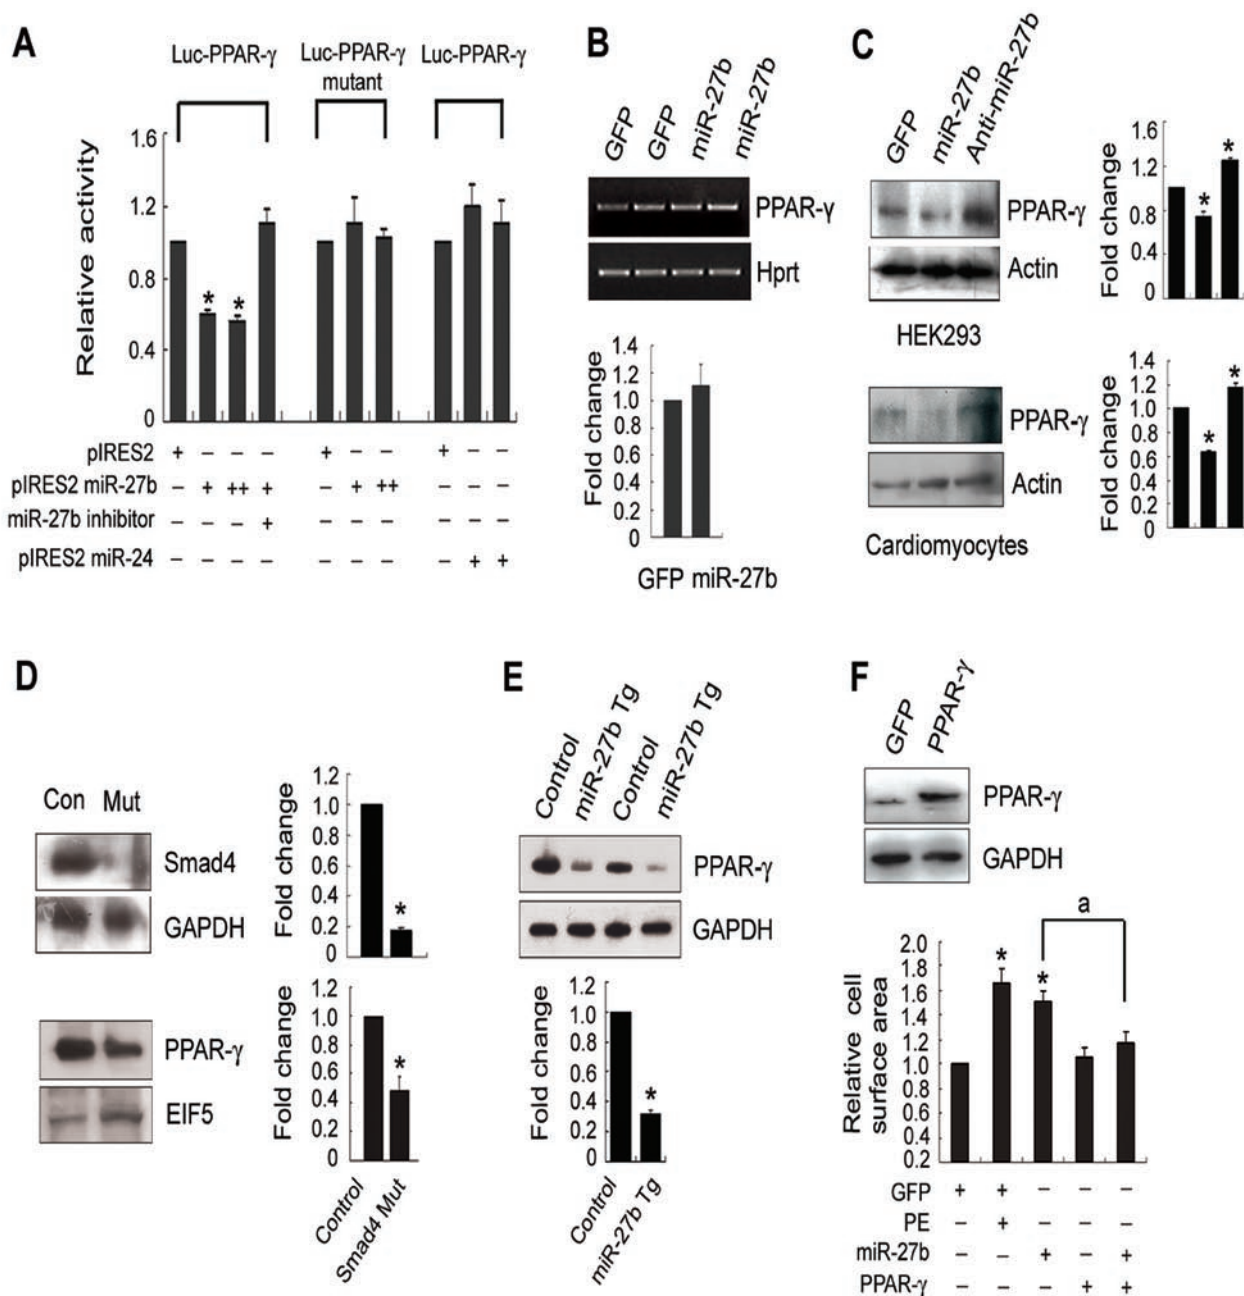 A
Luc-PPAR-γ Luc-PPAR-γ mutant Luc-PPAR-γ
Relative activity
1.6
1.2
0.8
0.4
0
* *
pIRES2 + – – – + – – + – –
pIRES2 miR-27b – + ++ + – + ++ – – –
miR-27b inhibitor – – – + – – – – – –
pIRES2 miR-24 – – – – – – – – + +
B
GFP GFP miR-27b miR-27b
PPAR-γ
Hprt
Fold change
1.4
1.2
1.0
0.8
0.6
0.4
0.2
0
GFP miR-27b
C
GFP miR-27b Anti-miR-27b
PPAR-γ
Actin
HEK293
Fold change
1.6
1.2
0.8
0.4
0
* *
PPAR-γ
Actin
Cardiomyocytes
Fold change
1.4
1.2
1.0
0.8
0.6
0.4
0.2
0
* *
D
Con Mut
Smad4
GAPDH
Fold change
1.2
1.0
0.8
0.6
0.4
0.2
0
*
PPAR-γ
EIF5
Fold change
1.2
1.0
0.8
0.6
0.4
0.2
0
*
Control Smad4 Mut
E
Control miR-27b Tg Control miR-27b Tg
PPAR-γ
GAPDH
Fold change
1.2
1.0
0.8
0.6
0.4
0.2
0
*
Control miR-27b Tg
F
GFP PPAR-γ
PPAR-γ
GAPDH
a
Relative cell
surface area
2.0
1.8
1.6
1.4
1.2
1.0
0.8
0.6
0.4
0.2
* *
GFP + + – – –
PE – + – – –
miR-27b – – + – +
PPAR-γ – – – + +